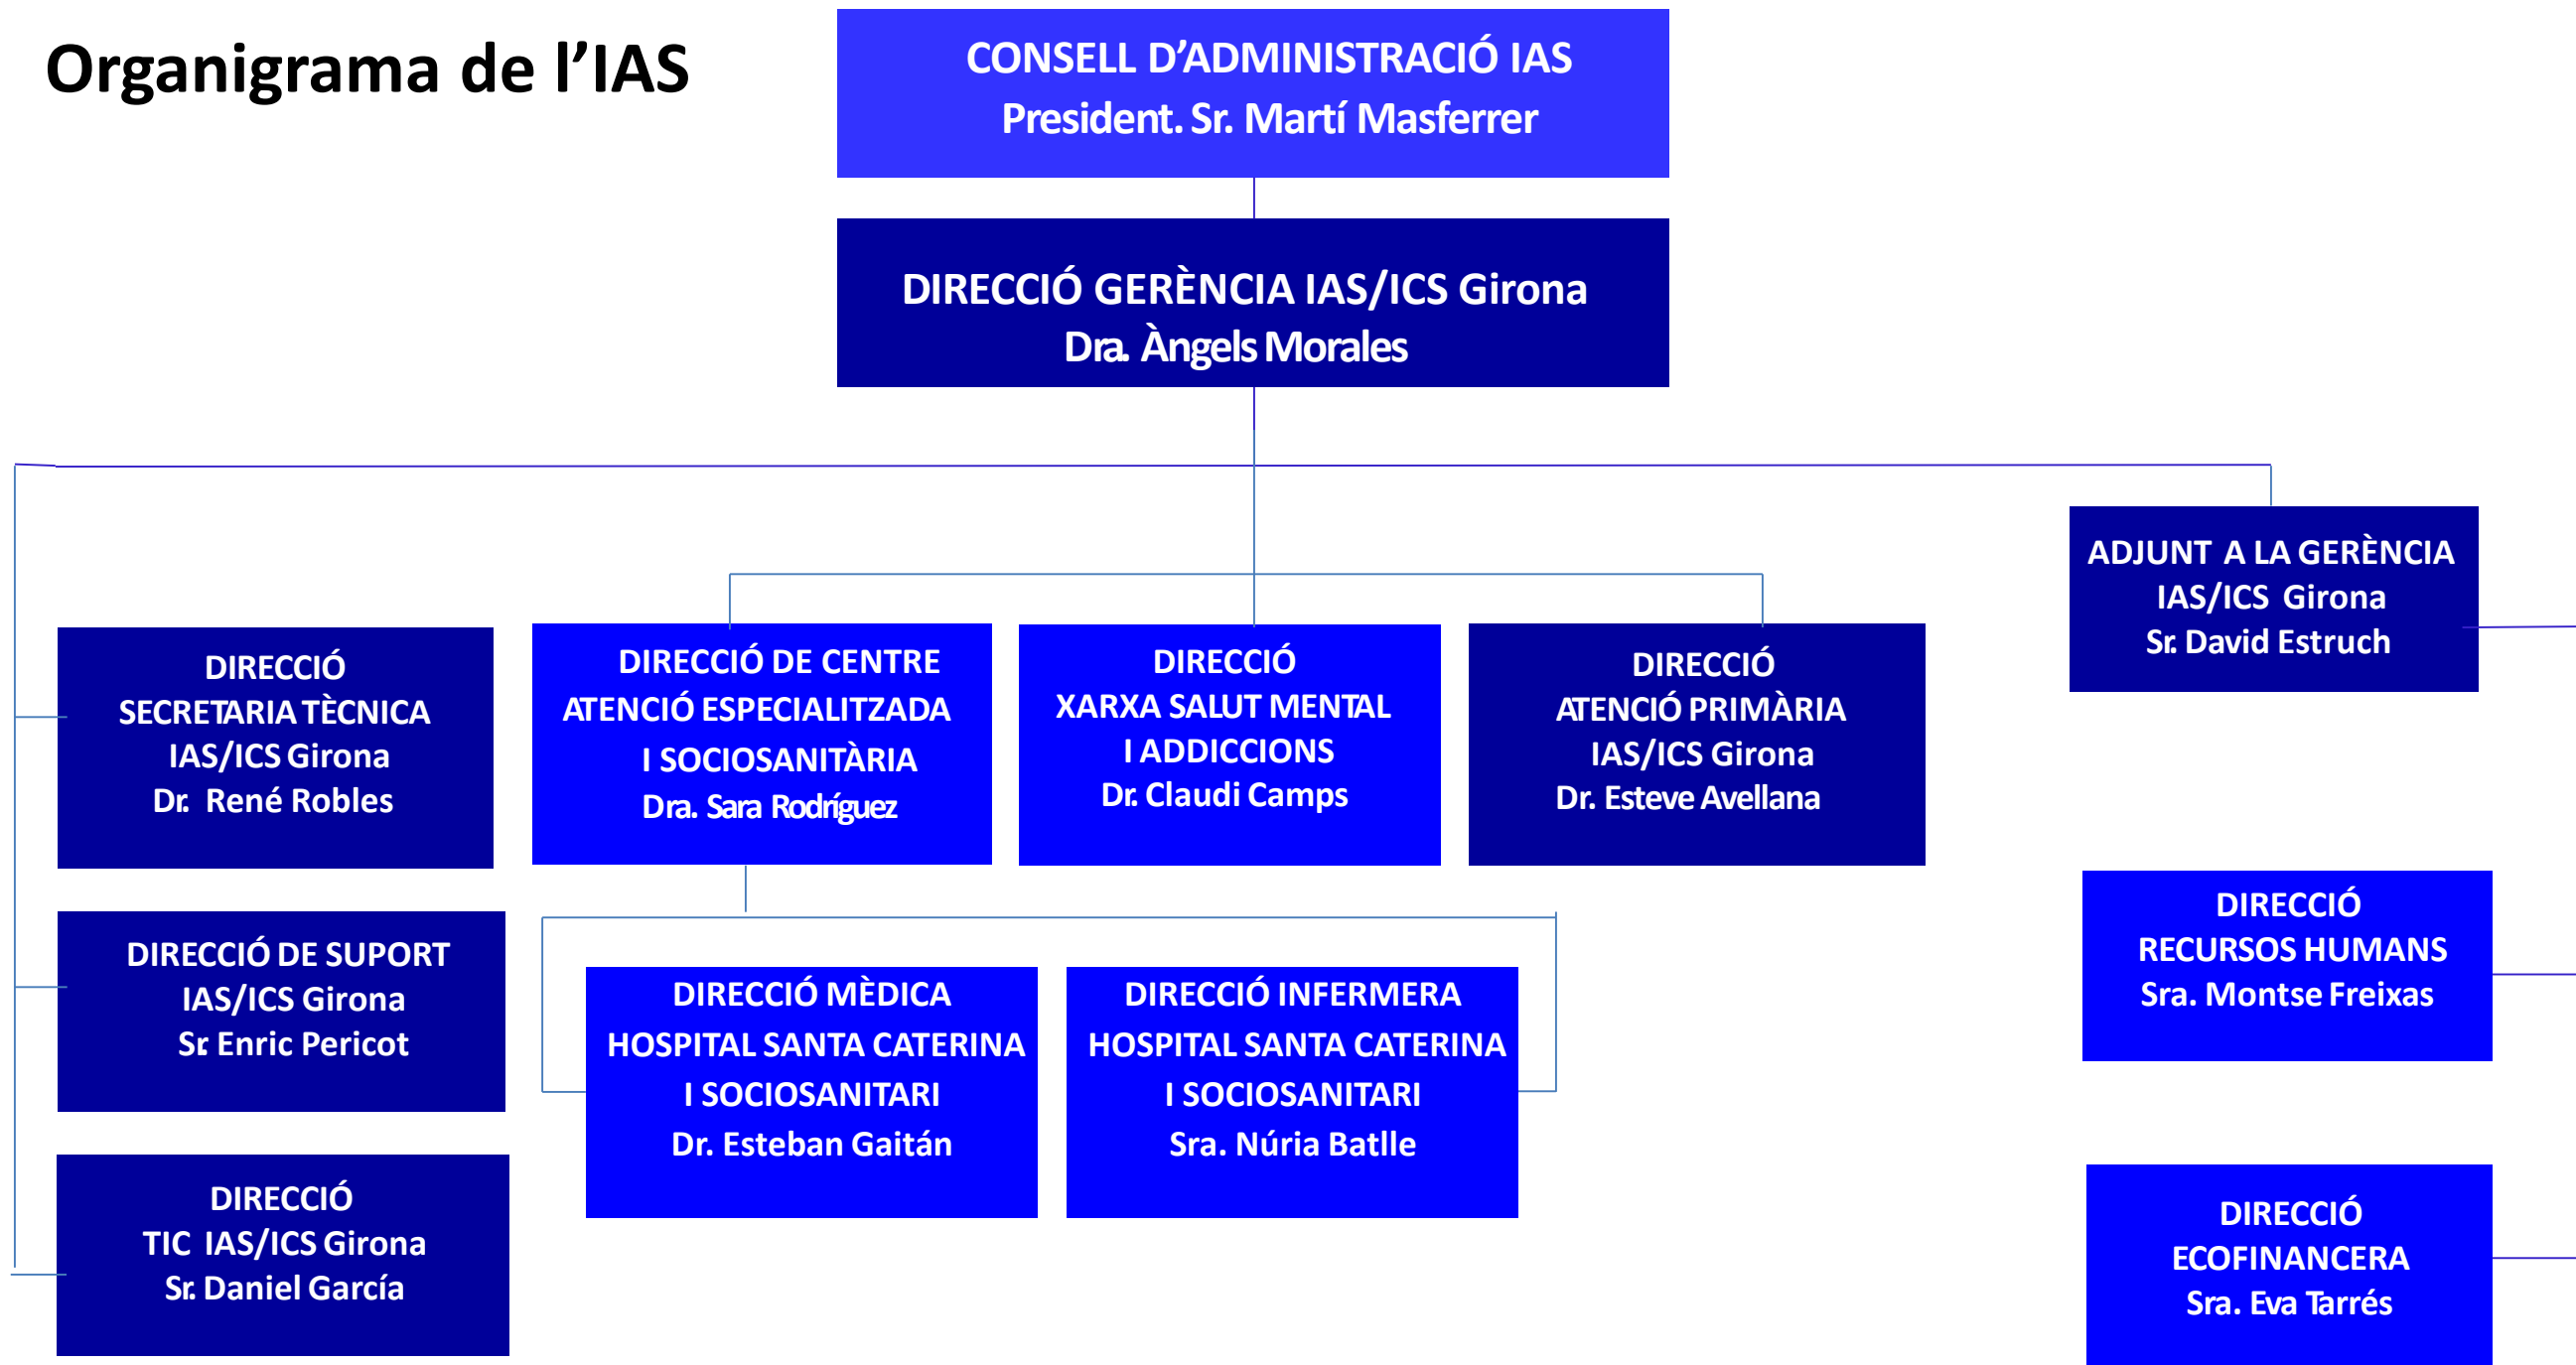 Organigrama de l’IAS
CONSELL D’ADMINISTRACIÓ IAS
President. Sr. Martí Masferrer
DIRECCIÓ GERÈNCIA IAS/ICS Girona
Dra. Àngels Morales
ADJUNT A LA GERÈNCIA
IAS/ICS Girona
Sr. David Estruch
DIRECCIÓ
SECRETARIA TÈCNICA
IAS/ICS Girona
Dr. René Robles
DIRECCIÓ DE CENTRE
ATENCIÓ ESPECIALITZADA
I SOCIOSANITÀRIA
Dra. Sara Rodríguez
DIRECCIÓ
XARXA SALUT MENTAL
I ADDICCIONS
Dr. Claudi Camps
DIRECCIÓ
ATENCIÓ PRIMÀRIA
IAS/ICS Girona
Dr. Esteve Avellana
DIRECCIÓ
RECURSOS HUMANS
Sra. Montse Freixas
DIRECCIÓ DE SUPORT
IAS/ICS Girona
Sr. Enric Pericot
DIRECCIÓ MÈDICA
HOSPITAL SANTA CATERINA
I SOCIOSANITARI
Dr. Esteban Gaitán
DIRECCIÓ INFERMERA
HOSPITAL SANTA CATERINA
I SOCIOSANITARI
Sra. Núria Batlle
DIRECCIÓ
TIC IAS/ICS Girona
Sr. Daniel García
DIRECCIÓ
ECOFINANCERA
Sra. Eva Tarrés